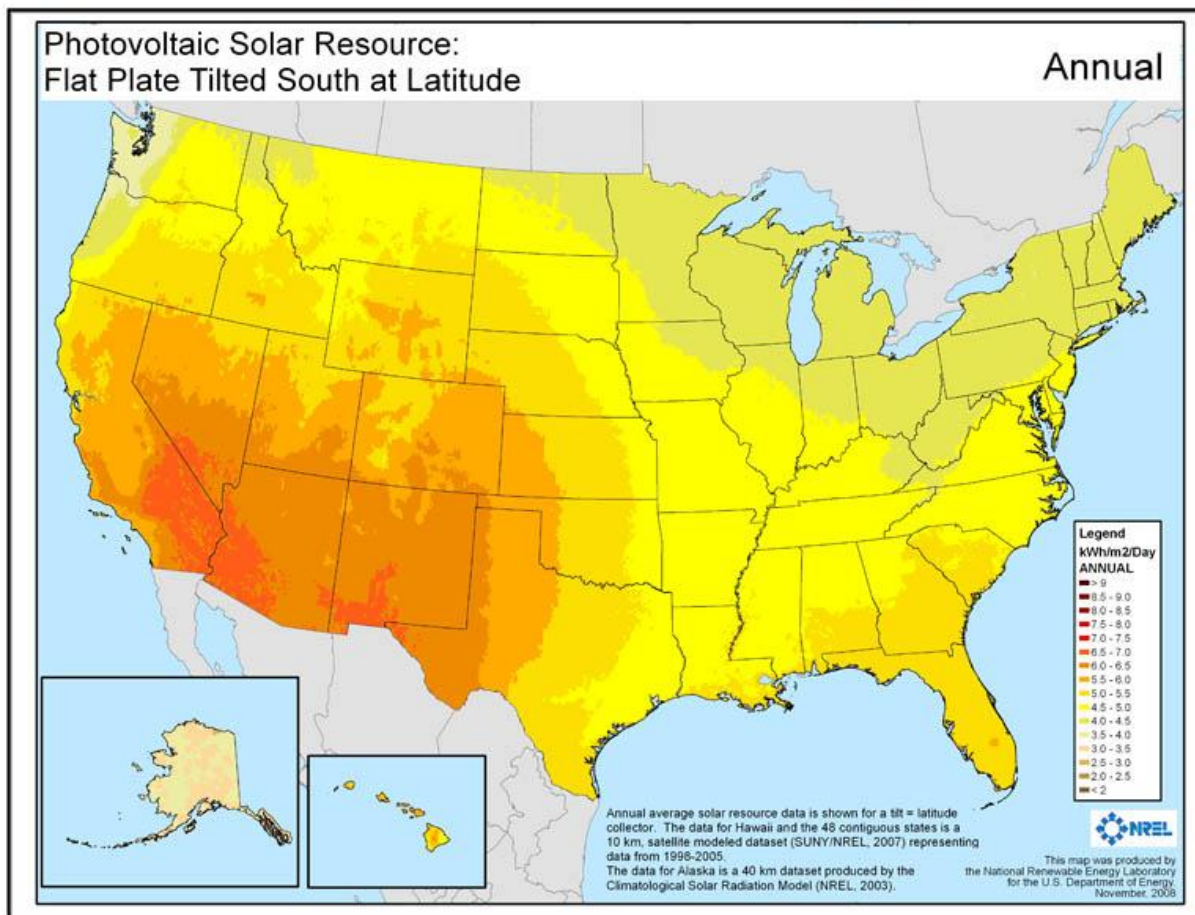 Photovoltaic Solar Resource:
Flat Plate Tilted South at Latitude
Annual
Legend
kWh/m2/Day
ANNUAL
> 9
8.5 - 9.0
8.0 - 8.5
7.5 - 8.0
7.0 - 7.5
6.5 - 7.0
6.0 - 6.5
5.5 - 6.0
5.0 - 5.5
4.5 - 5.0
4.0 - 4.5
3.5 - 4.0
3.0 - 3.5
2.5 - 3.0
2.0 - 2.5
< 2
Annual average solar resource data is shown for a tilt = latitude
collector. The data for Hawaii and the 48 contiguous states is a
10 km, satellite modeled dataset (SUNY/NREL, 2007) representing
data from 1998-2005.
The data for Alaska is a 40 km dataset produced by the
Climatological Solar Radiation Model (NREL, 2003).
NREL
This map was produced by
the National Renewable Energy Laboratory
for the U.S. Department of Energy.
November, 2008